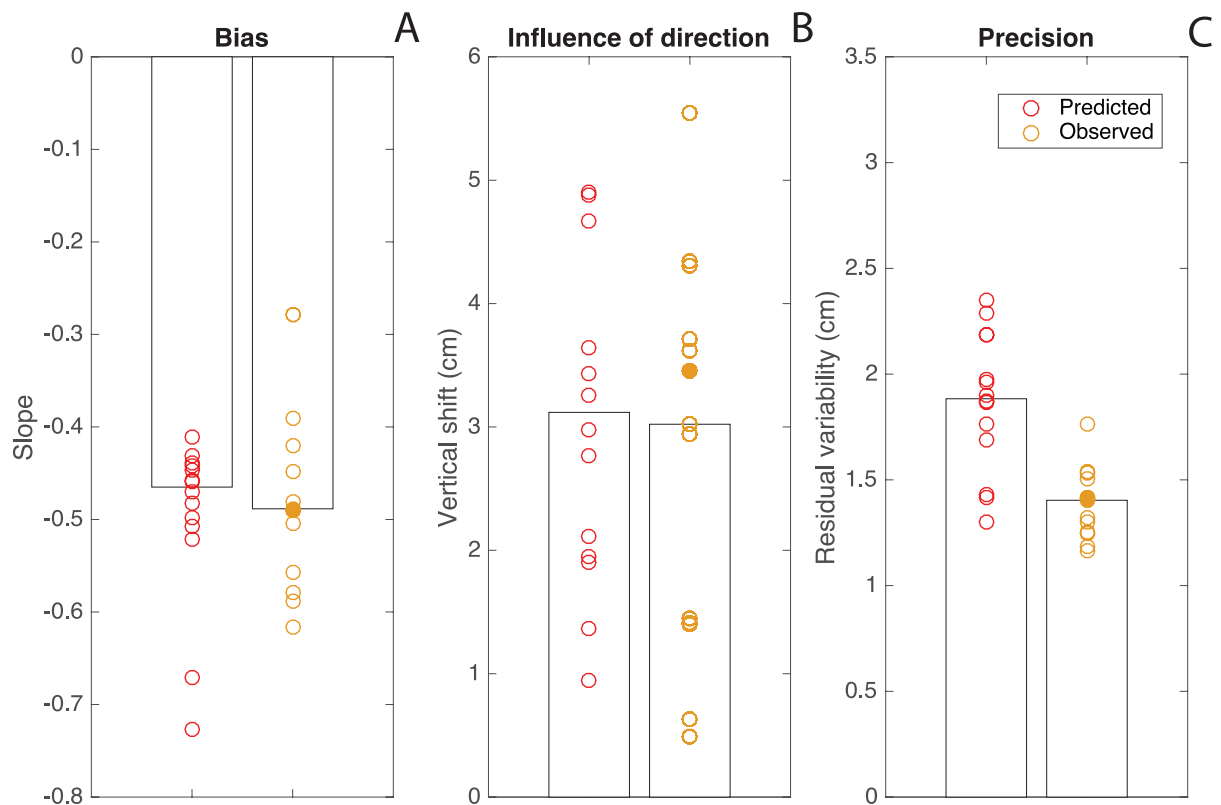 Bias
A
0
-0.1
-0.2
-0.3
-0.4
-0.5
-0.6
-0.7
-0.8
Slope
Influence of direction
B
6
5
4
3
2
1
0
Vertical shift (cm)
Precision
C
3.5
3
2.5
2
1.5
1
0.5
0
Residual variability (cm)
Predicted
Observed